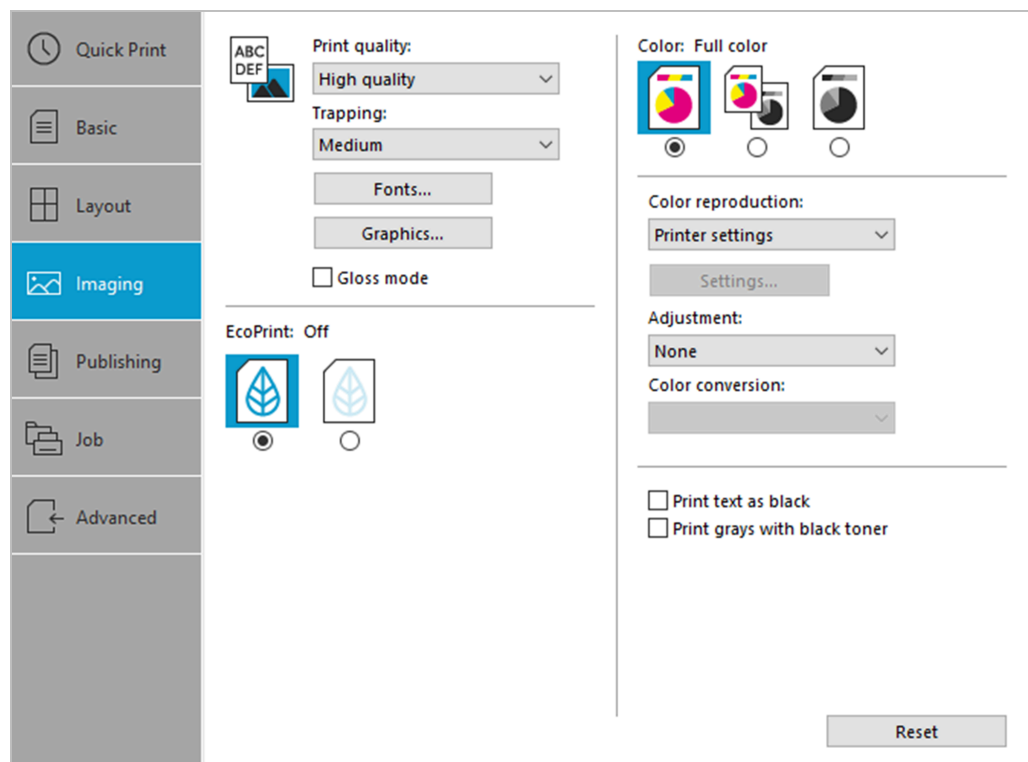 Quick Print
Basic
Layout
Imaging
Publishing
Job
Advanced
ABC
DEF
Print quality:
High quality
Trapping:
Medium
Fonts...
Graphics...
Gloss mode
EcoPrint: Off
Color: Full color
Color reproduction:
Printer settings
Settings...
Adjustment:
None
Color conversion:
Print text as black
Print grays with black toner
Reset